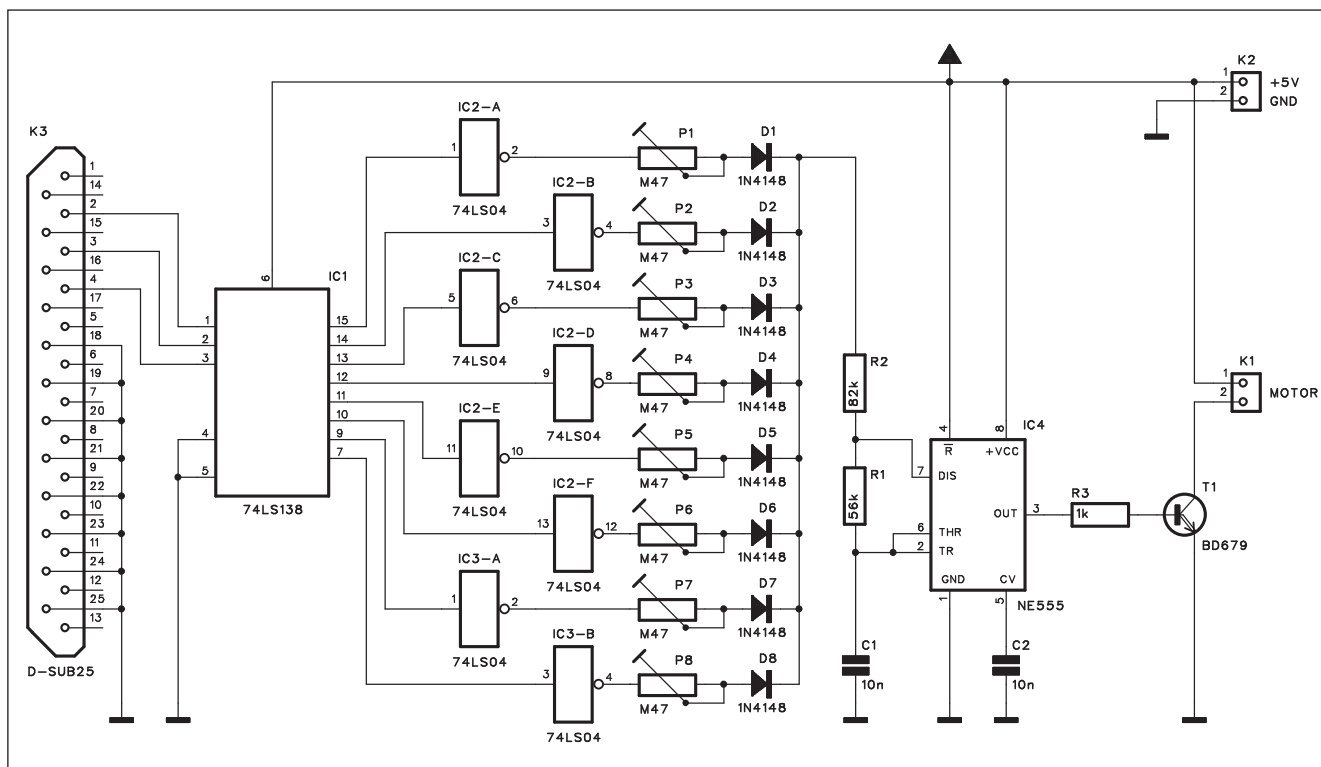 K3
1
14
2
15
3
16
4
17
5
18
6
19
7
20
8
21
9
22
10
23
11
24
12
25
13
D-SUB25
IC1
6
1
2
3
4
5
15
14
13
12
11
10
9
7
74LS138
IC2-A
1
2
74LS04
IC2-B
3
4
74LS04
IC2-C
5
6
74LS04
IC2-D
9
8
74LS04
IC2-E
11
10
74LS04
IC2-F
13
12
74LS04
IC3-A
1
2
74LS04
IC3-B
3
4
74LS04
P1
M47
P2
M47
P3
M47
P4
M47
P5
M47
P6
M47
P7
M47
P8
M47
D1
1N4148
D2
1N4148
D3
1N4148
D4
1N4148
D5
1N4148
D6
1N4148
D7
1N4148
D8
1N4148
R2
82k
R1
56k
C1
10n
IC4
4
8
R
+VCC
7
DIS
OUT
3
6
THR
2
TR
GND
CV
1
5
NE555
C2
10n
R3
1k
T1
BD679
K2
1
+5V
2
GND
K1
1
2
MOTOR